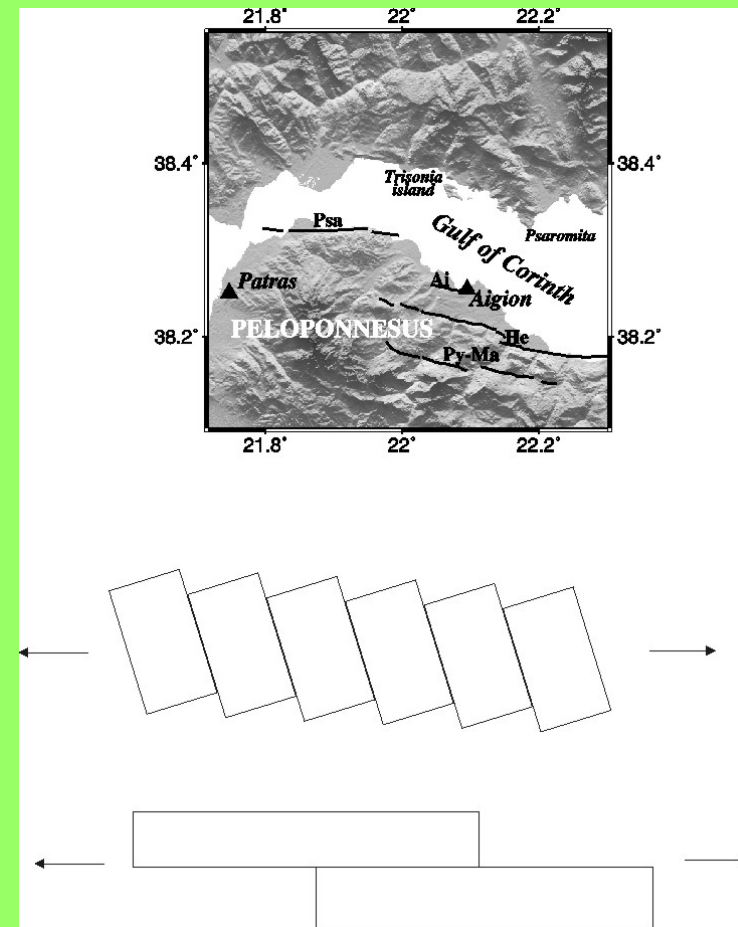 21.8° 22° 22.2°
38.4° 38.4°
Trisonia
island
Psa
Gulf of Corinth
Psaromita
Patras
Ai
Aigion
PELOPONNESUS
38.2° 38.2°
He
Py-Ma
21.8° 22° 22.2°